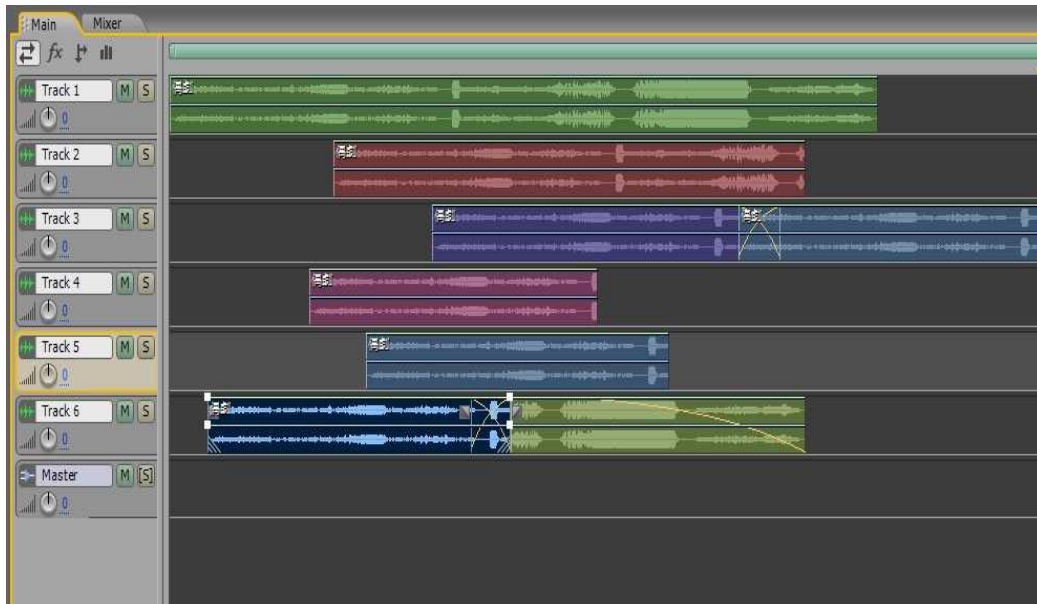 Main Mixer
fx
Track 1 M S
0
Track 2 M S
0
Track 3 M S
0
Track 4 M S
0
Track 5 M S
0
Track 6 M S
0
Master M [S]
0